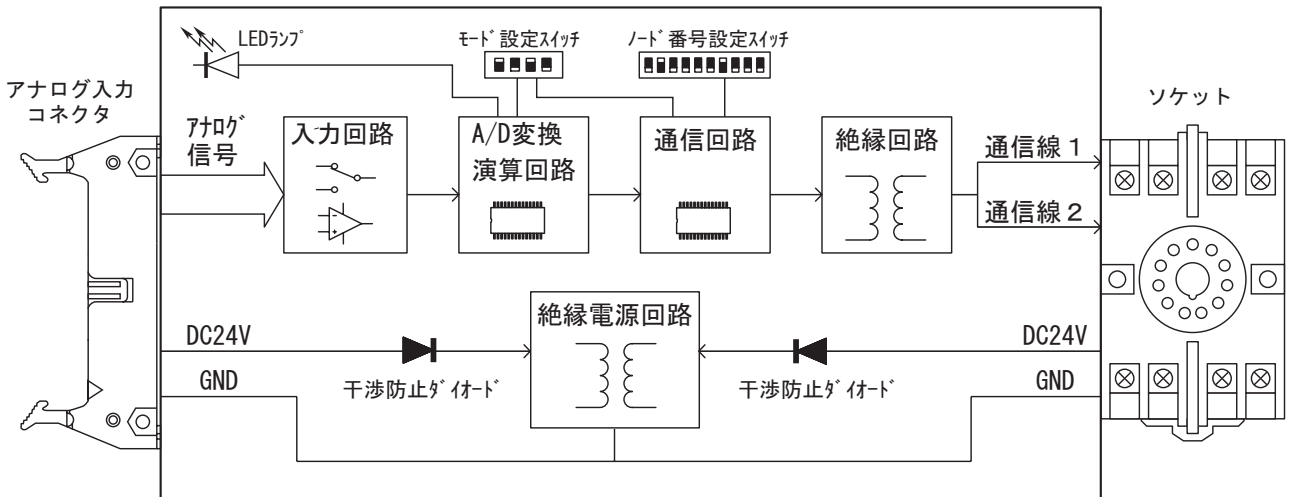 LEDﾗﾝﾌﾟ
ﾓｰﾄﾞ設定ｽｲｯﾁ
ﾉｰﾄﾞ番号設定ｽｲｯﾁ
アナログ入力
コネクタ
ソケット
ｱﾅﾛｸﾞ
信号
入力回路
A/D変換
演算回路
通信回路
絶縁回路
通信線１
通信線２
絶縁電源回路
DC24V
GND
干渉防止ﾀﾞｲｵｰﾄﾞ
干渉防止ﾀﾞｲｵｰﾄﾞ
DC24V
GND